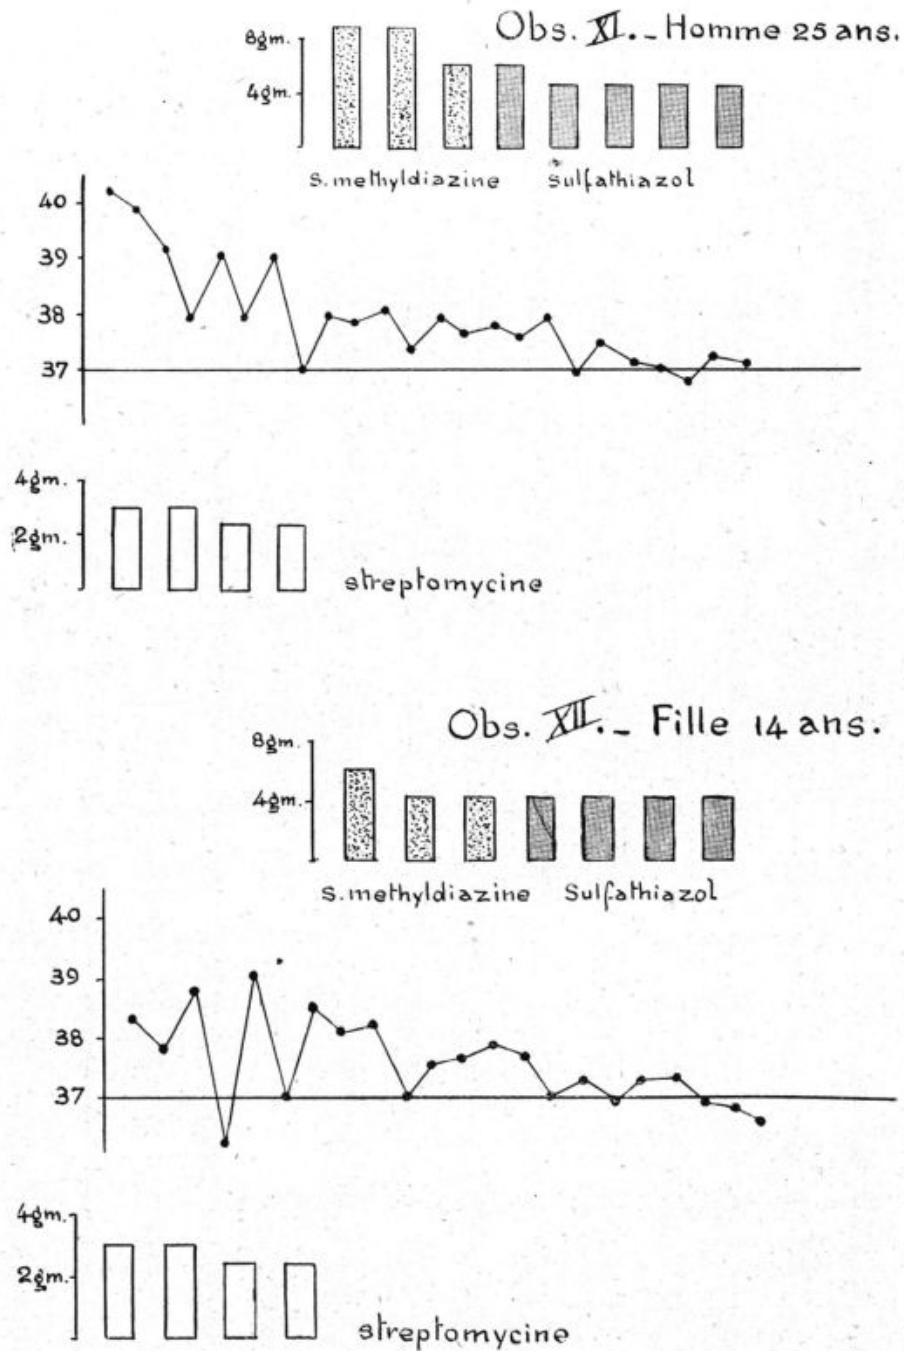 Obs. XI._ Homme 25 ans.
8gm.
4gm.
S.methyldiazine Sulfathiazol
40
39
38
37
4gm.
2gm.
streptomycine
Obs. XII._ Fille 14 ans.
8gm.
4gm.
S.methyldiazine Sulfathiazol
40
39
38
37
4gm.
2gm.
streptomycine